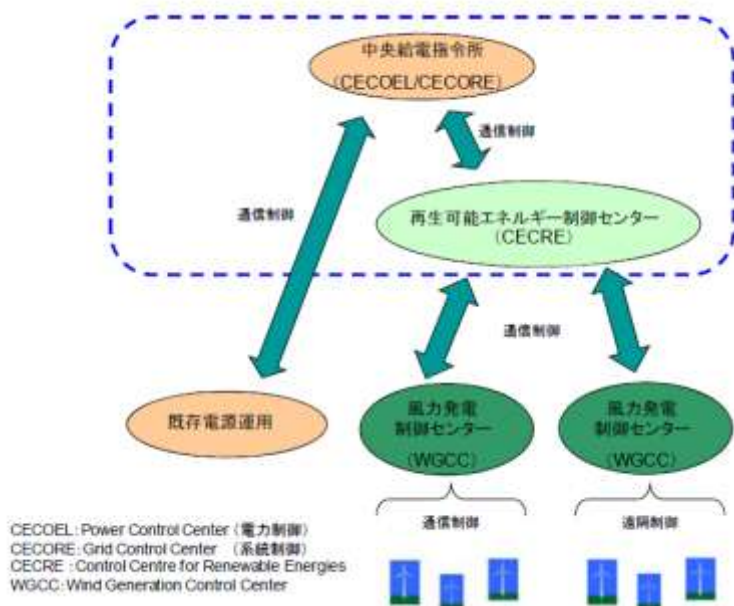 中央給電指令所
(CECOEL/CECORE)
通信制御
通信制御
再生可能エネルギー制御センター
(CECRE)
通信制御
既存電源運用
風力発電
制御センター
(WGCC)
風力発電
制御センター
(WGCC)
通信制御
遠隔制御
CECOEL:Power Control Center (電力制御)
CECORE:Grid Control Center (系統制御)
CECRE :Control Centre for Renewable Energies
WGCC:Wind Generation Control Center